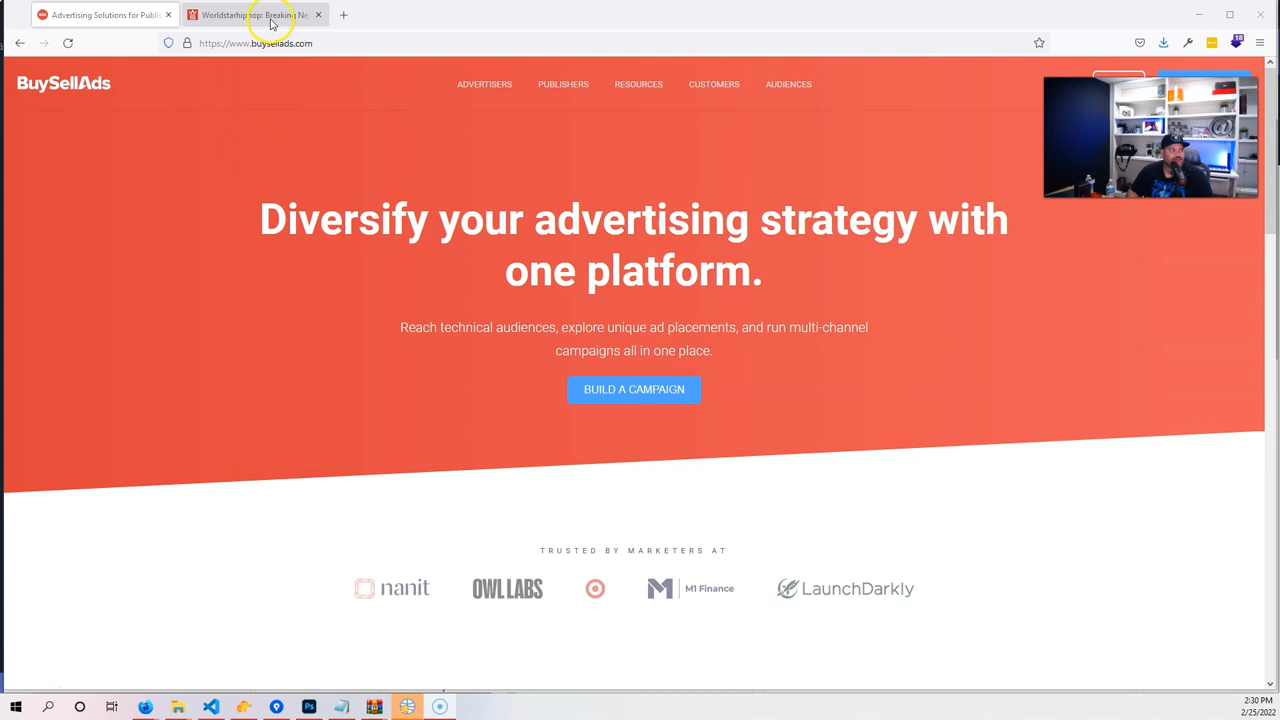 Advertising Solutions for Publis
Worldstarhiphop: Breaking Ne
https://www.buysellads.com
18
BuySellAds
ADVERTISERS
PUBLISHERS
RESOURCES
CUSTOMERS
AUDIENCES
Diversify your advertising strategy with
one platform.
Reach technical audiences, explore unique ad placements, and run multi-channel
campaigns all in one place.
BUILD A CAMPAIGN
TRUSTED BY MARKETERS AT
nanit
OWL LABS
M1 Finance
LaunchDarkly
Ps
2:30 PM
2/25/2022